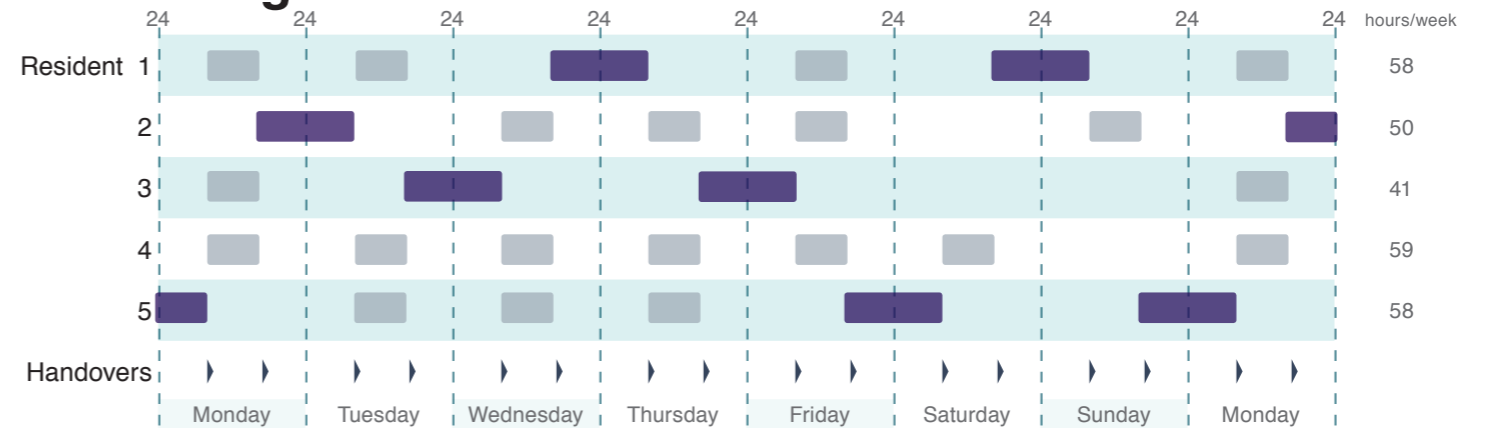 24 24 24 24 24 24 24 24 24 hours/week
Resident 1 58
2 50
3 41
4 59
5 58
Handovers
Monday Tuesday Wednesday Thursday Friday Saturday Sunday Monday